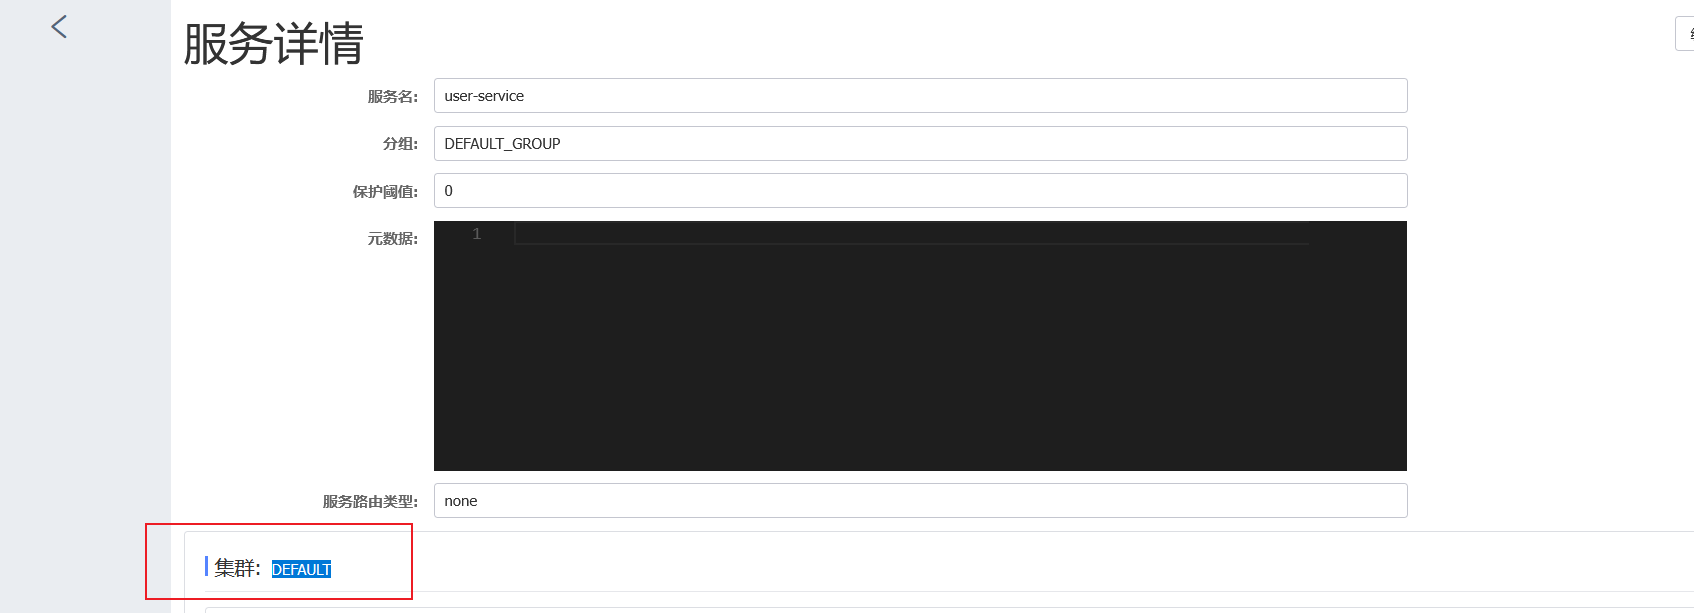 服务详情
服务名: user-service
分组: DEFAULT_GROUP
保护阈值: 0
元数据: 1
服务路由类型: none
集群: DEFAULT